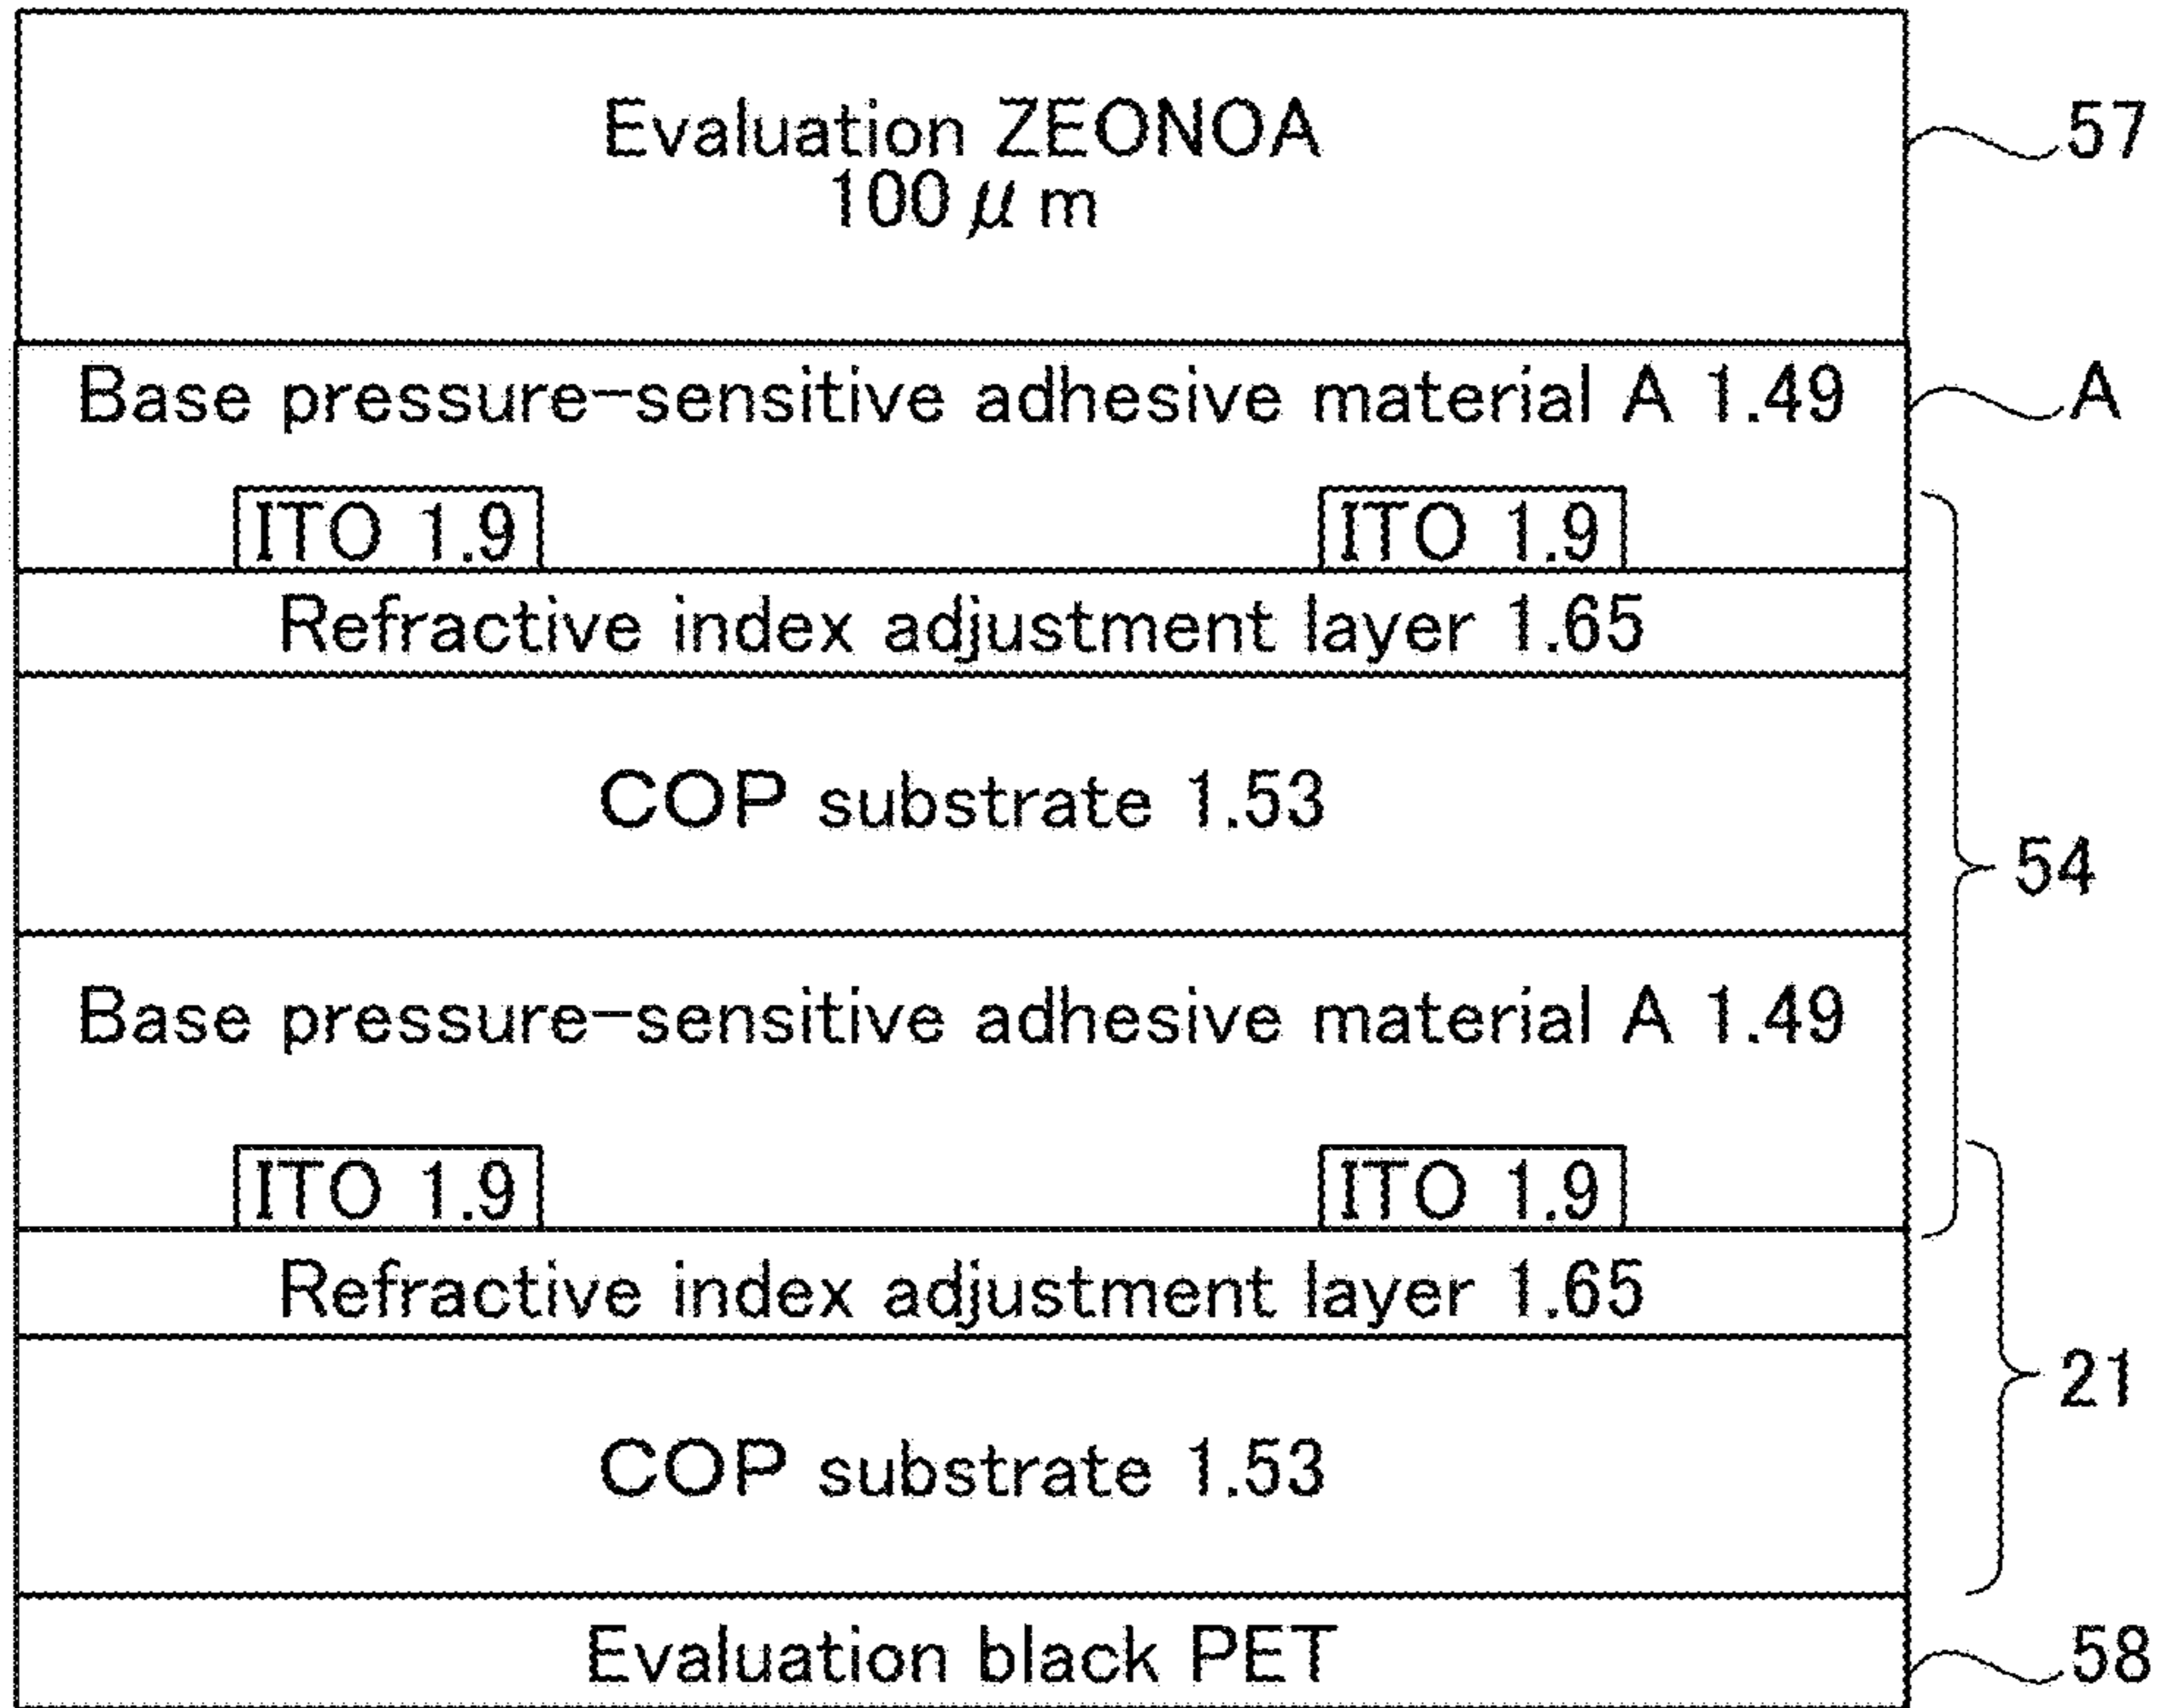 Evaluation ZEONOA
100μm
57
Base pressure-sensitive adhesive material A 1.49
A
ITO 1.9
ITO 1.9
Refractive index adjustment layer 1.65
COP substrate 1.53
54
Base pressure-sensitive adhesive material A 1.49
ITO 1.9
ITO 1.9
Refractive index adjustment layer 1.65
21
COP substrate 1.53
Evaluation black PET
58